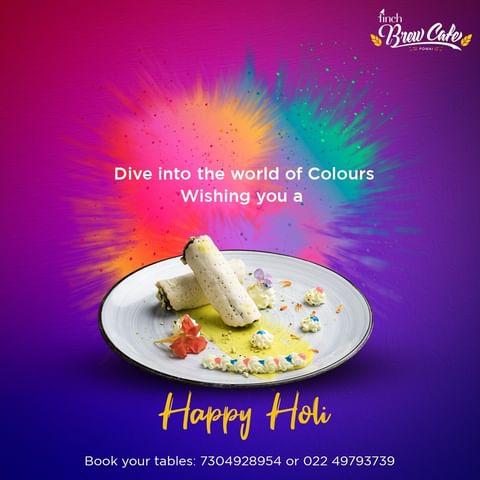 finch
Brew Cafe
POWAI
Dive into the world of Colours
Wishing you a
Happy Holi
Book your tables: 7304928954 or 022 49793739